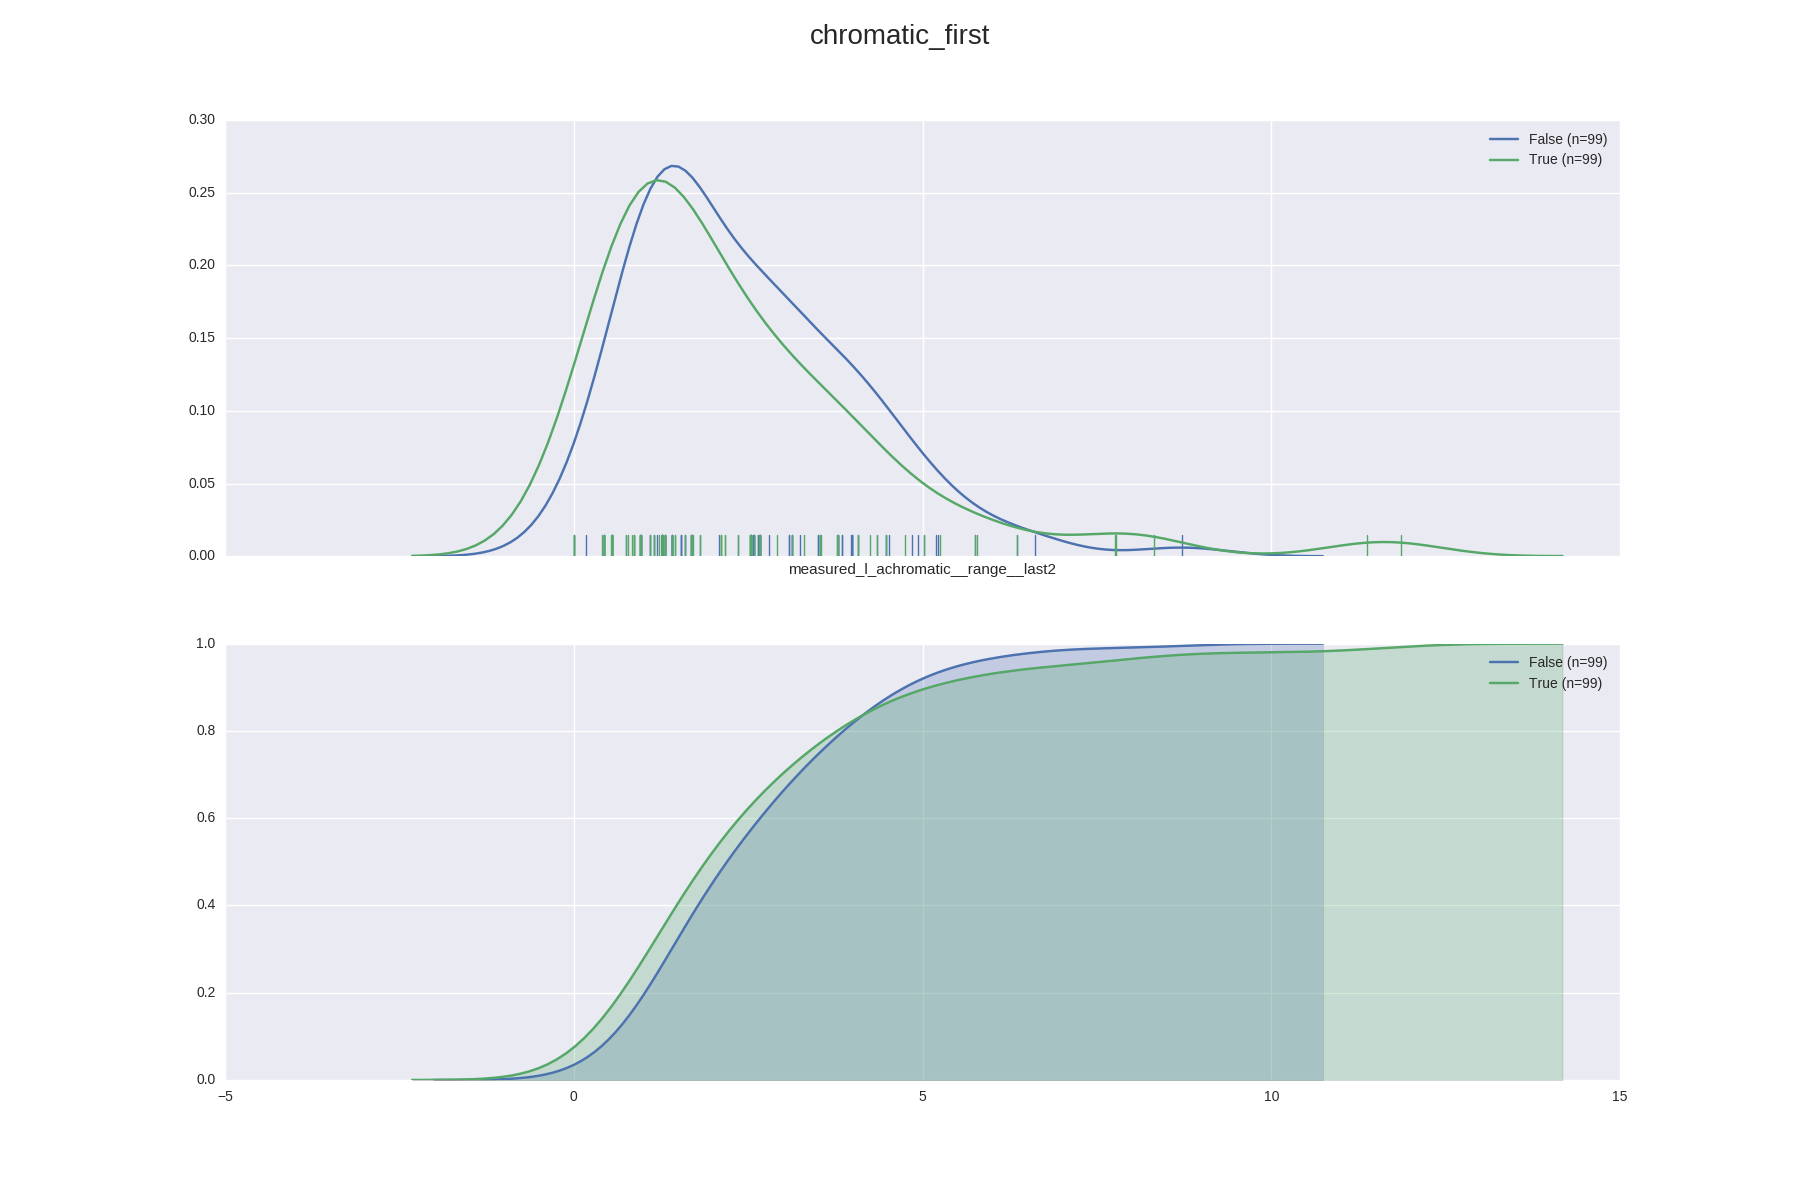 chromatic_first
0.30
0.25
0.20
0.15
0.10
0.05
0.00
False (n=99)
True (n=99)
measured_l_achromatic__range__last2
1.0
0.8
0.6
0.4
0.2
0.0
False (n=99)
True (n=99)
−5 0 5 10 15